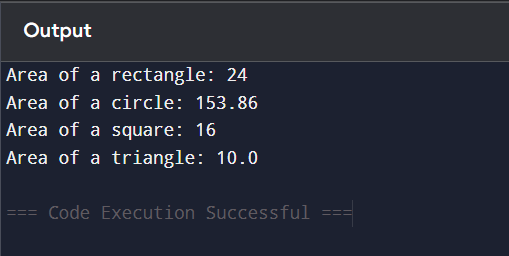 Output
Area of a rectangle: 24
Area of a circle: 153.86
Area of a square: 16
Area of a triangle: 10.0
=== Code Execution Successful ===